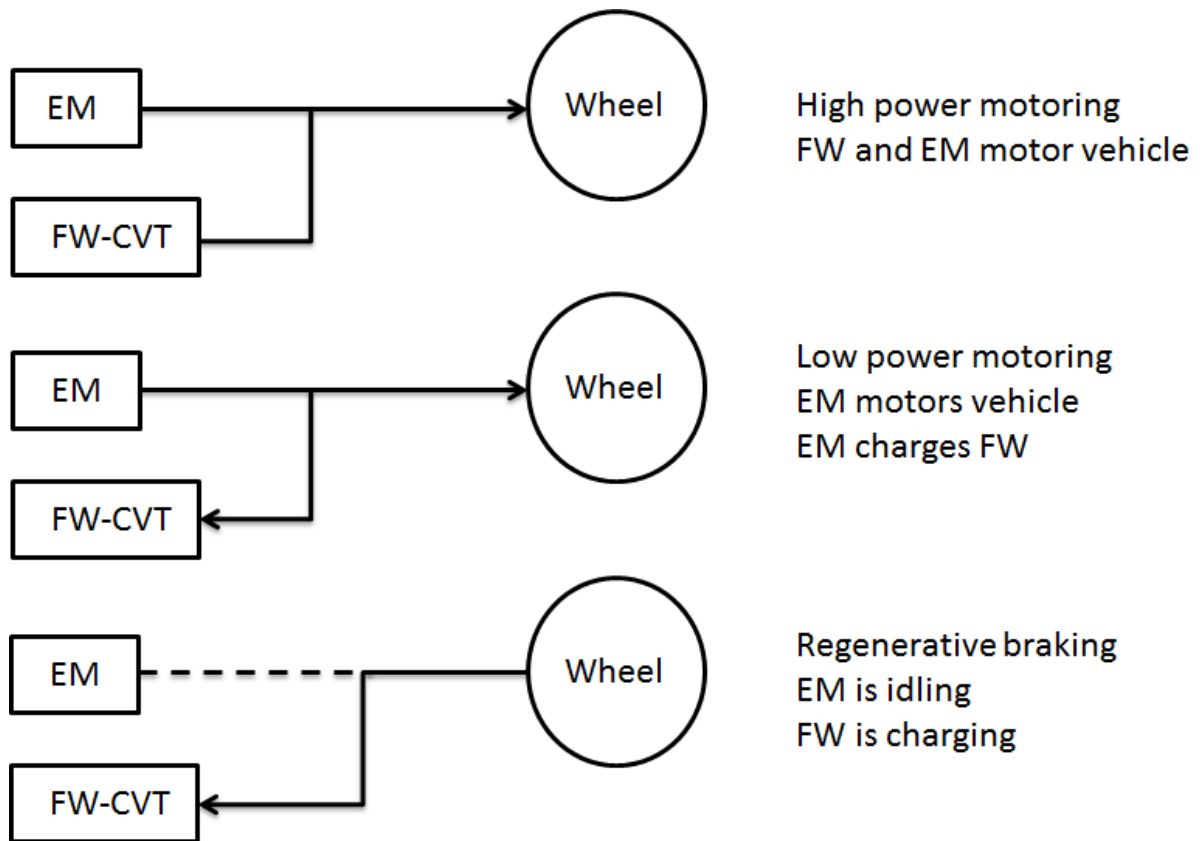 EM
Wheel
High power motoring
FW and EM motor vehicle
FW-CVT
EM
Wheel
Low power motoring
EM motors vehicle
EM charges FW
FW-CVT
EM
Wheel
Regenerative braking
EM is idling
FW is charging
FW-CVT